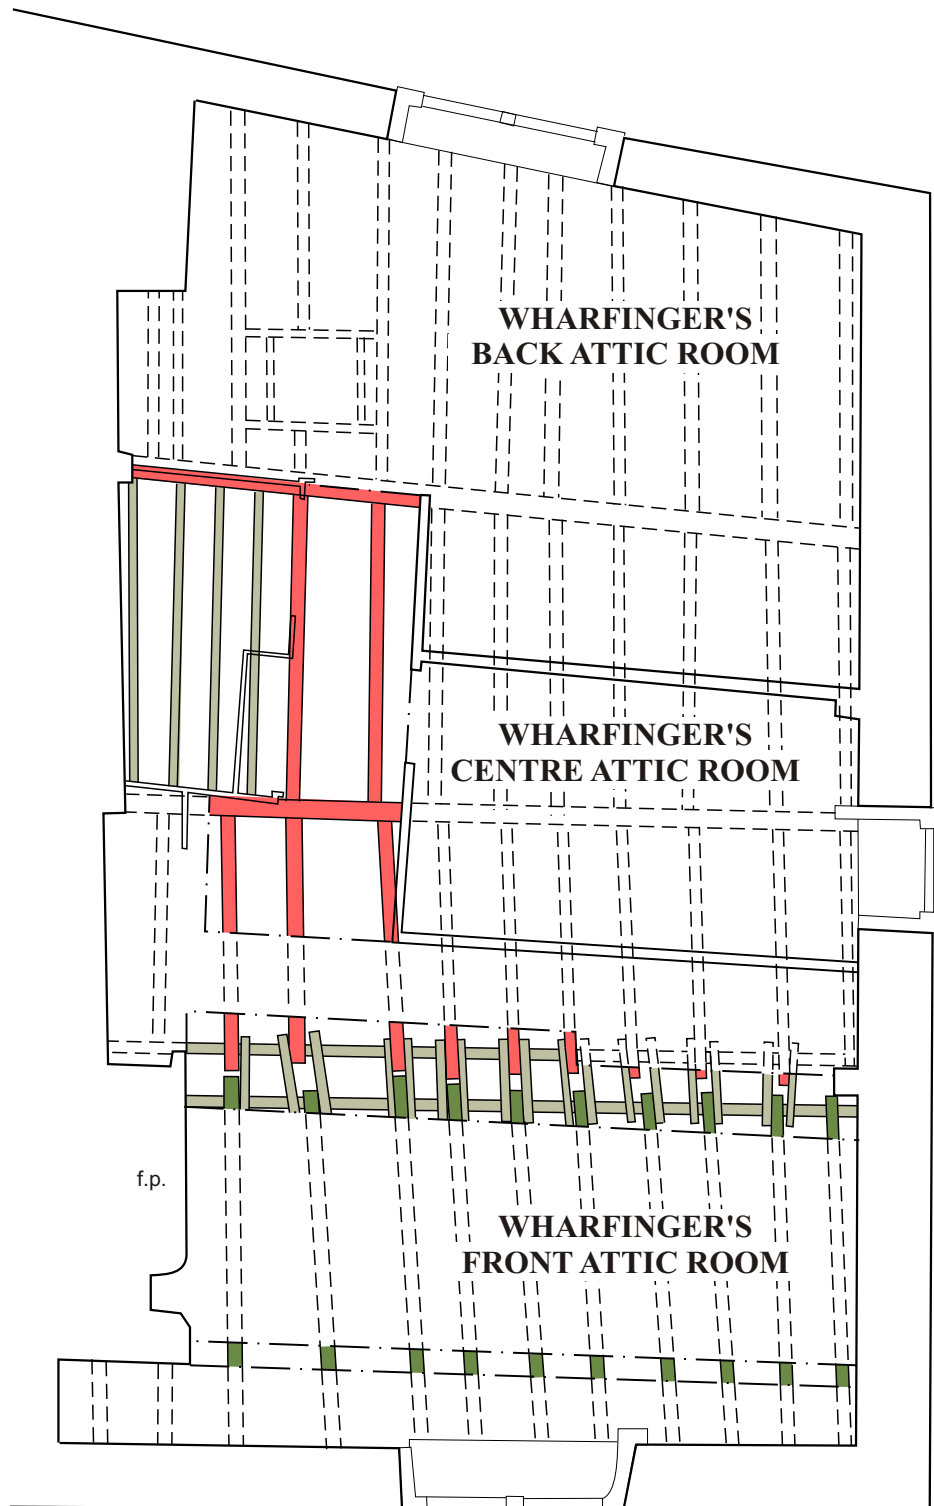 WHARFINGER'S
BACK ATTIC ROOM
WHARFINGER'S
CENTRE ATTIC ROOM
f.p.
WHARFINGER'S
FRONT ATTIC ROOM